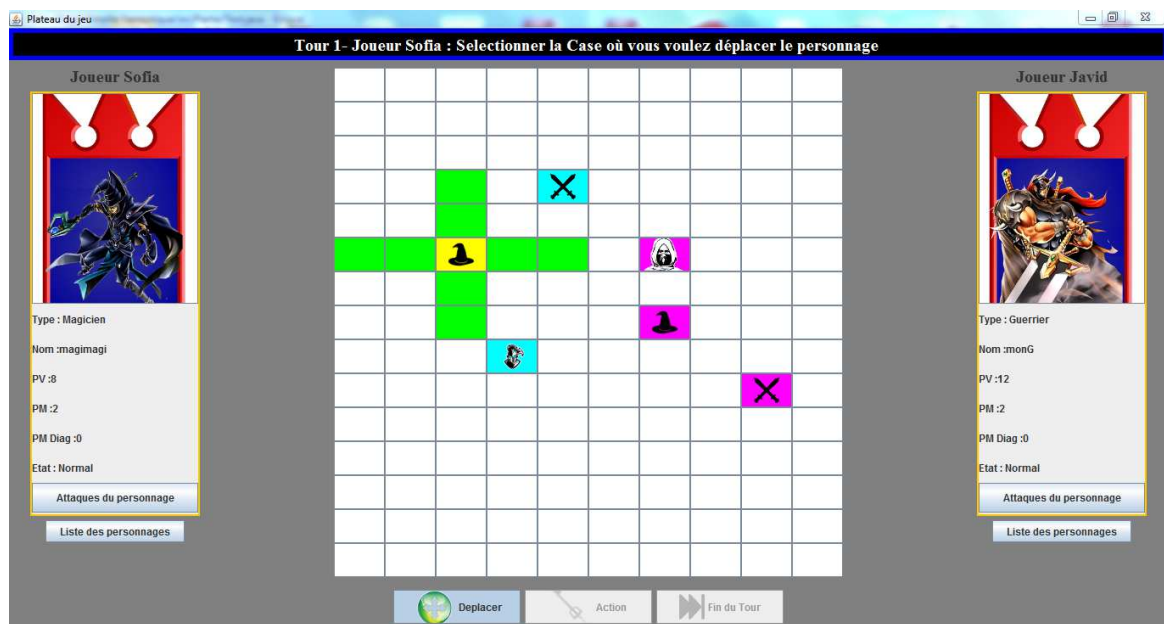 Plateau du jeu
Tour 1- Joueur Sofia : Selectionner la Case où vous voulez déplacer le personnage
Joueur Sofia
Type : Magicien
Nom :magimagi
PV :8
PM :2
PM Diag :0
Etat : Normal
Attaques du personnage
Liste des personnages
Joueur Javid
Type : Guerrier
Nom :monG
PV :12
PM :2
PM Diag :0
Etat : Normal
Attaques du personnage
Liste des personnages
Deplacer
Action
Fin du Tour